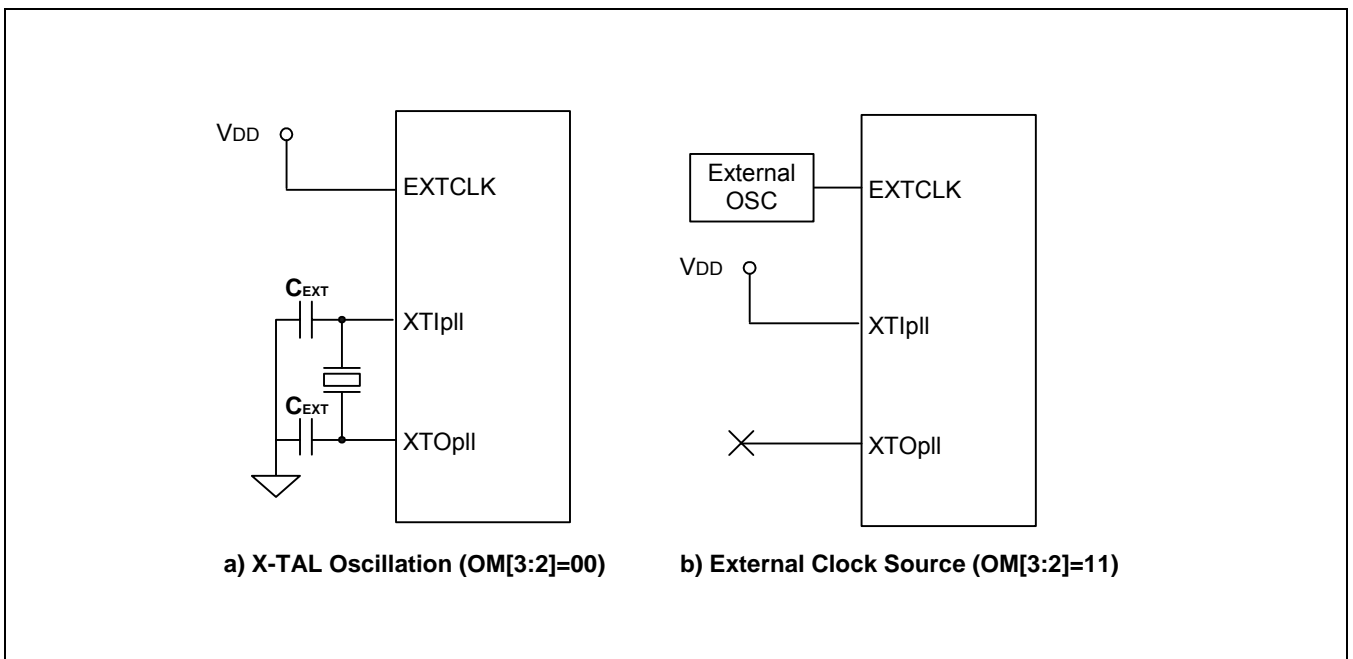 VDD
EXTCLK
CEXT
XTIpll
CEXT
XTOpll
a) X-TAL Oscillation (OM[3:2]=00)
External
OSC
EXTCLK
VDD
XTIpll
XTOpll
b) External Clock Source (OM[3:2]=11)